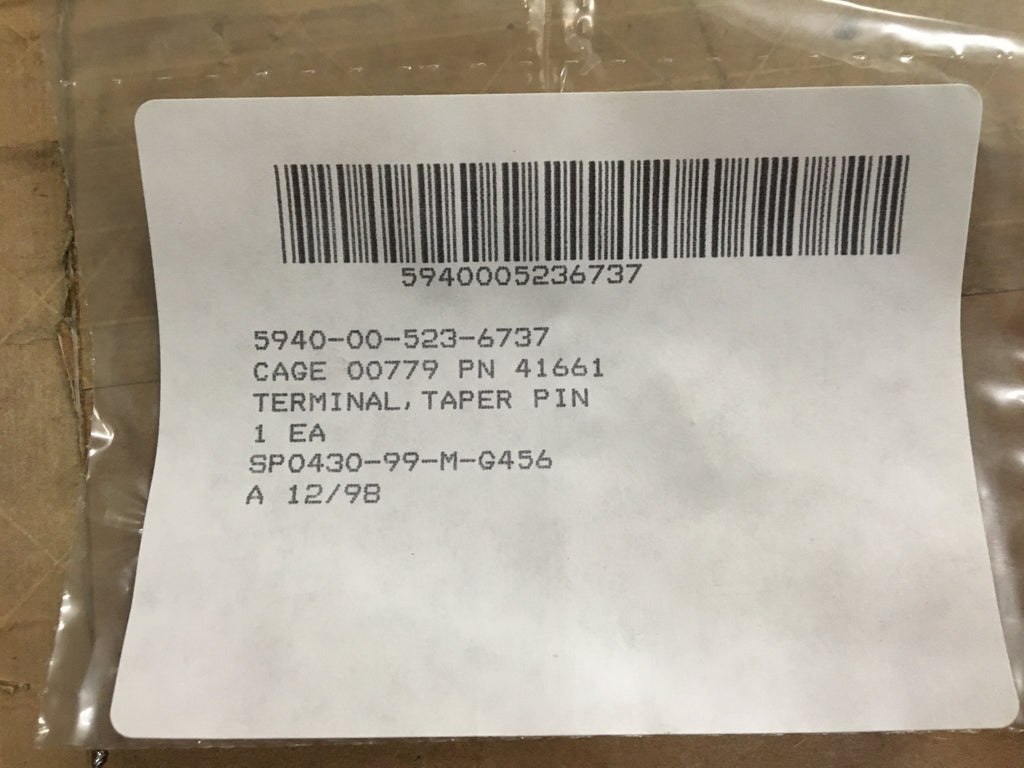 5940005236737
5940-00-523-6737
CAGE 00779 PN 41661
TERMINAL, TAPER PIN
1 EA
SP0430-99-M-G456
A 12/98